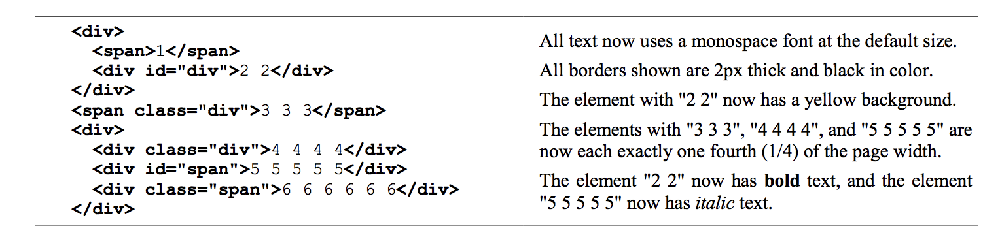 <div>
  <span>1</span>
  <div id="div">2 2</div>
</div>
<span class="div">3 3 3</span>
<div>
  <div class="div">4 4 4 4</div>
  <div id="span">5 5 5 5 5</div>
  <div class="span">6 6 6 6 6 6</div>
</div>
All text now uses a monospace font at the default size.
All borders shown are 2px thick and black in color.
The element with "2 2" now has a yellow background.
The elements with "3 3 3", "4 4 4 4", and "5 5 5 5 5" are
now each exactly one fourth (1/4) of the page width.
The element "2 2" now has bold text, and the element
"5 5 5 5 5" now has italic text.